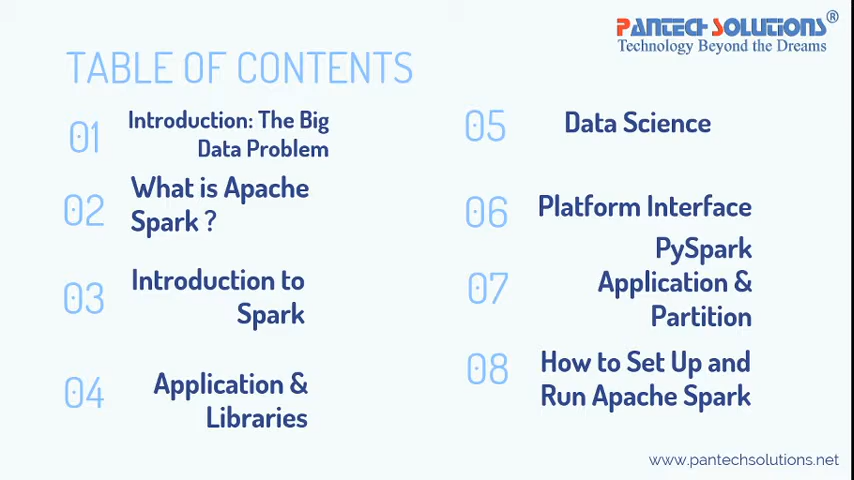 PANTECH SOLUTIONS®
Technology Beyond the Dreams
TABLE OF CONTENTS
01
Introduction: The Big
Data Problem
02
What is Apache
Spark ?
03
Introduction to
Spark
04
Application &
Libraries
05
Data Science
06
Platform Interface
07
PySpark
Application &
Partition
08
How to Set Up and
Run Apache Spark
www.pantechsolutions.net